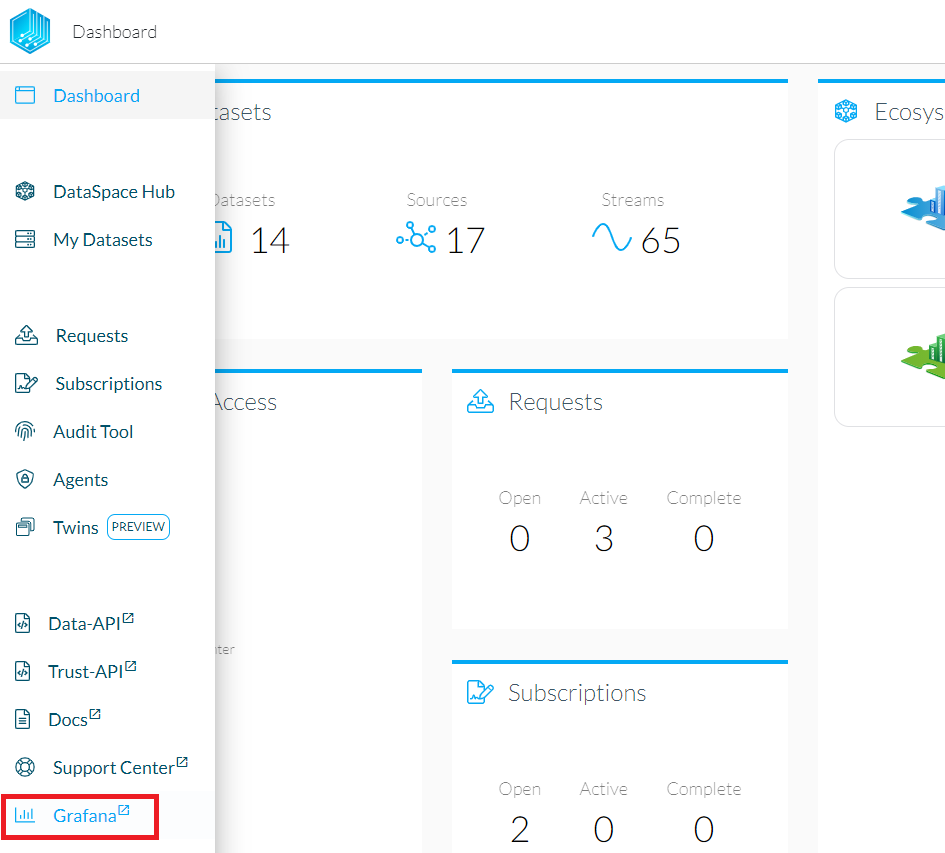 Dashboard
Dashboard
DataSpace Hub
My Datasets
Requests
Subscriptions
Audit Tool
Agents
Twins PREVIEW
Data-API
Trust-API
Docs
Support Center
Grafana
tasets
Datasets
14
Sources
17
Streams
65
Access
nter
Requests
Open Active Complete
0 3 0
Subscriptions
Open Active Complete
2 0 0
Ecosys